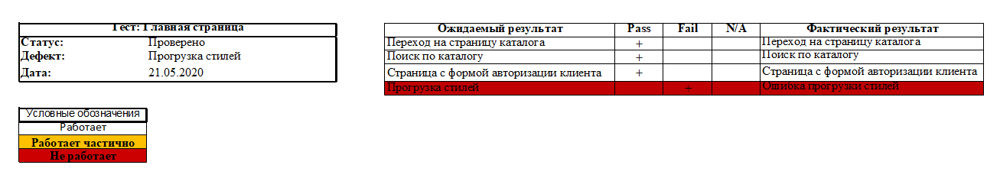 Тест: Главная страница
Статус: Проверено
Дефект: Прогрузка стилей
Дата: 21.05.2020
Ожидаемый результат Pass Fail N/A Фактический результат
Переход на страницу каталога + Переход на страницу каталога
Поиск по каталогу + Поиск по каталогу
Страница с формой авторизации клиента + Страница с формой авторизации клиента
Прогрузка стилей + Ошибка прогрузки стилей
Условные обозначения
Работает
Работает частично
Не работает